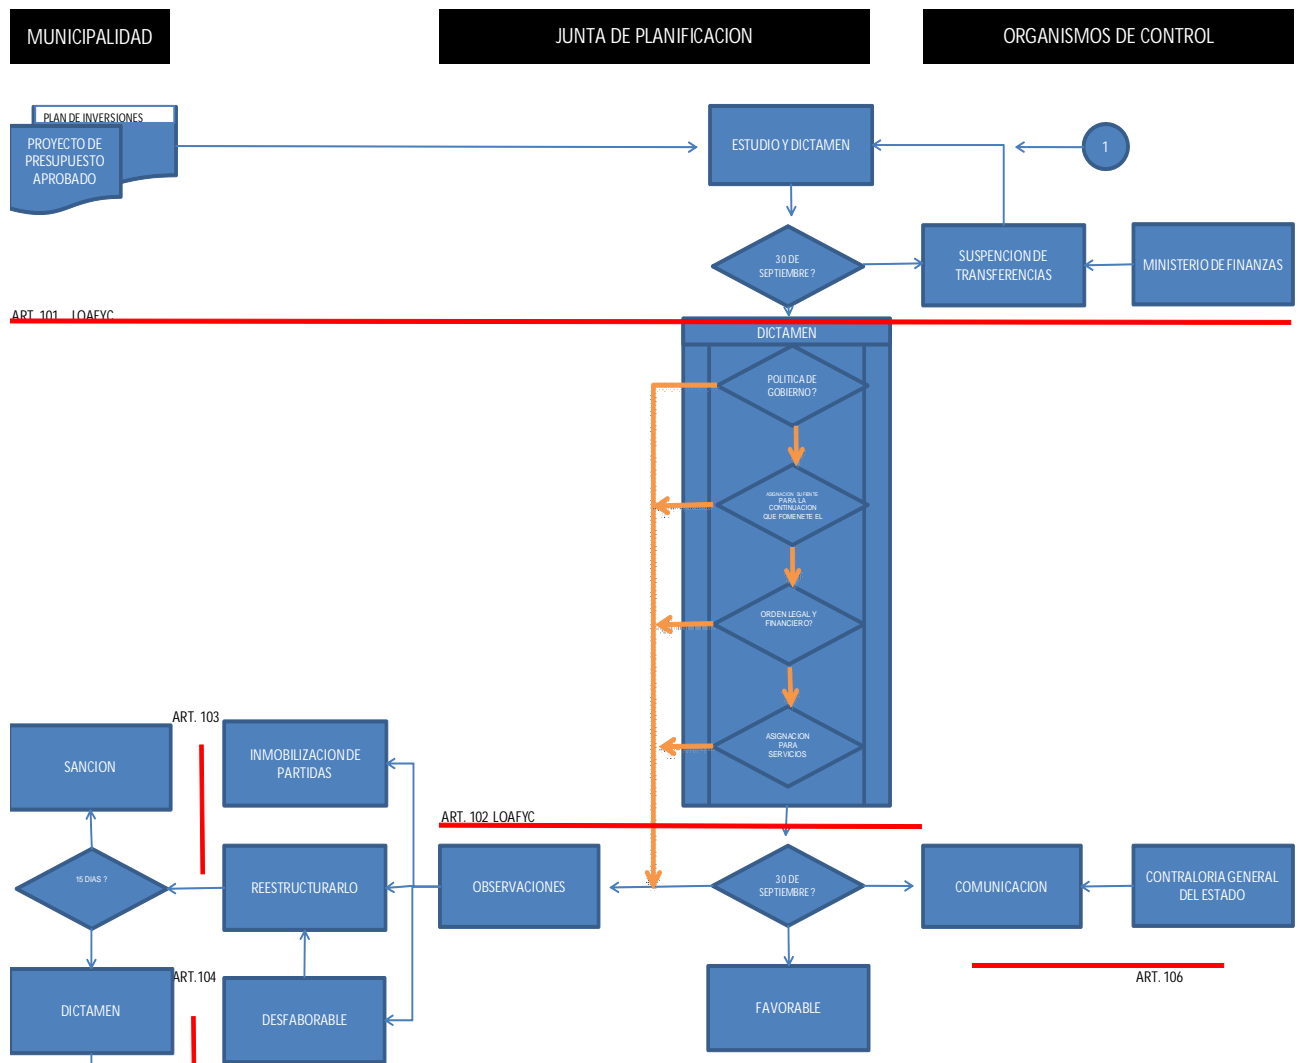 MUNICIPALIDAD
JUNTA DE PLANIFICACION
ORGANISMOS DE CONTROL
PLAN DE INVERSIONES
PROYECTO DE
PRESUPUESTO
APROBADO
ESTUDIO Y DICTAMEN
1
30 DE
SEPTIEMBRE ?
SUSPENCION DE
TRANSFERENCIAS
MINISTERIO DE FINANZAS
ART. 101 LOAFYC
DICTAMEN
POLITICA DE
GOBIERNO ?
ASIGNACION SUFIENTE
PARA LA
CONTINUACION
QUE FOMENETE EL
ORDEN LEGAL Y
FINANCIERO?
ASIGNACION
PARA
SERVICIOS
ART. 103
SANCION
INMOBILIZACION DE
PARTIDAS
ART. 102 LOAFYC
15 DIAS ?
REESTRUCTURARLO
OBSERVACIONES
30 DE
SEPTIEMBRE ?
COMUNICACION
CONTRALORIA GENERAL
DEL ESTADO
ART.104
ART. 106
DICTAMEN
DESFABORABLE
FAVORABLE